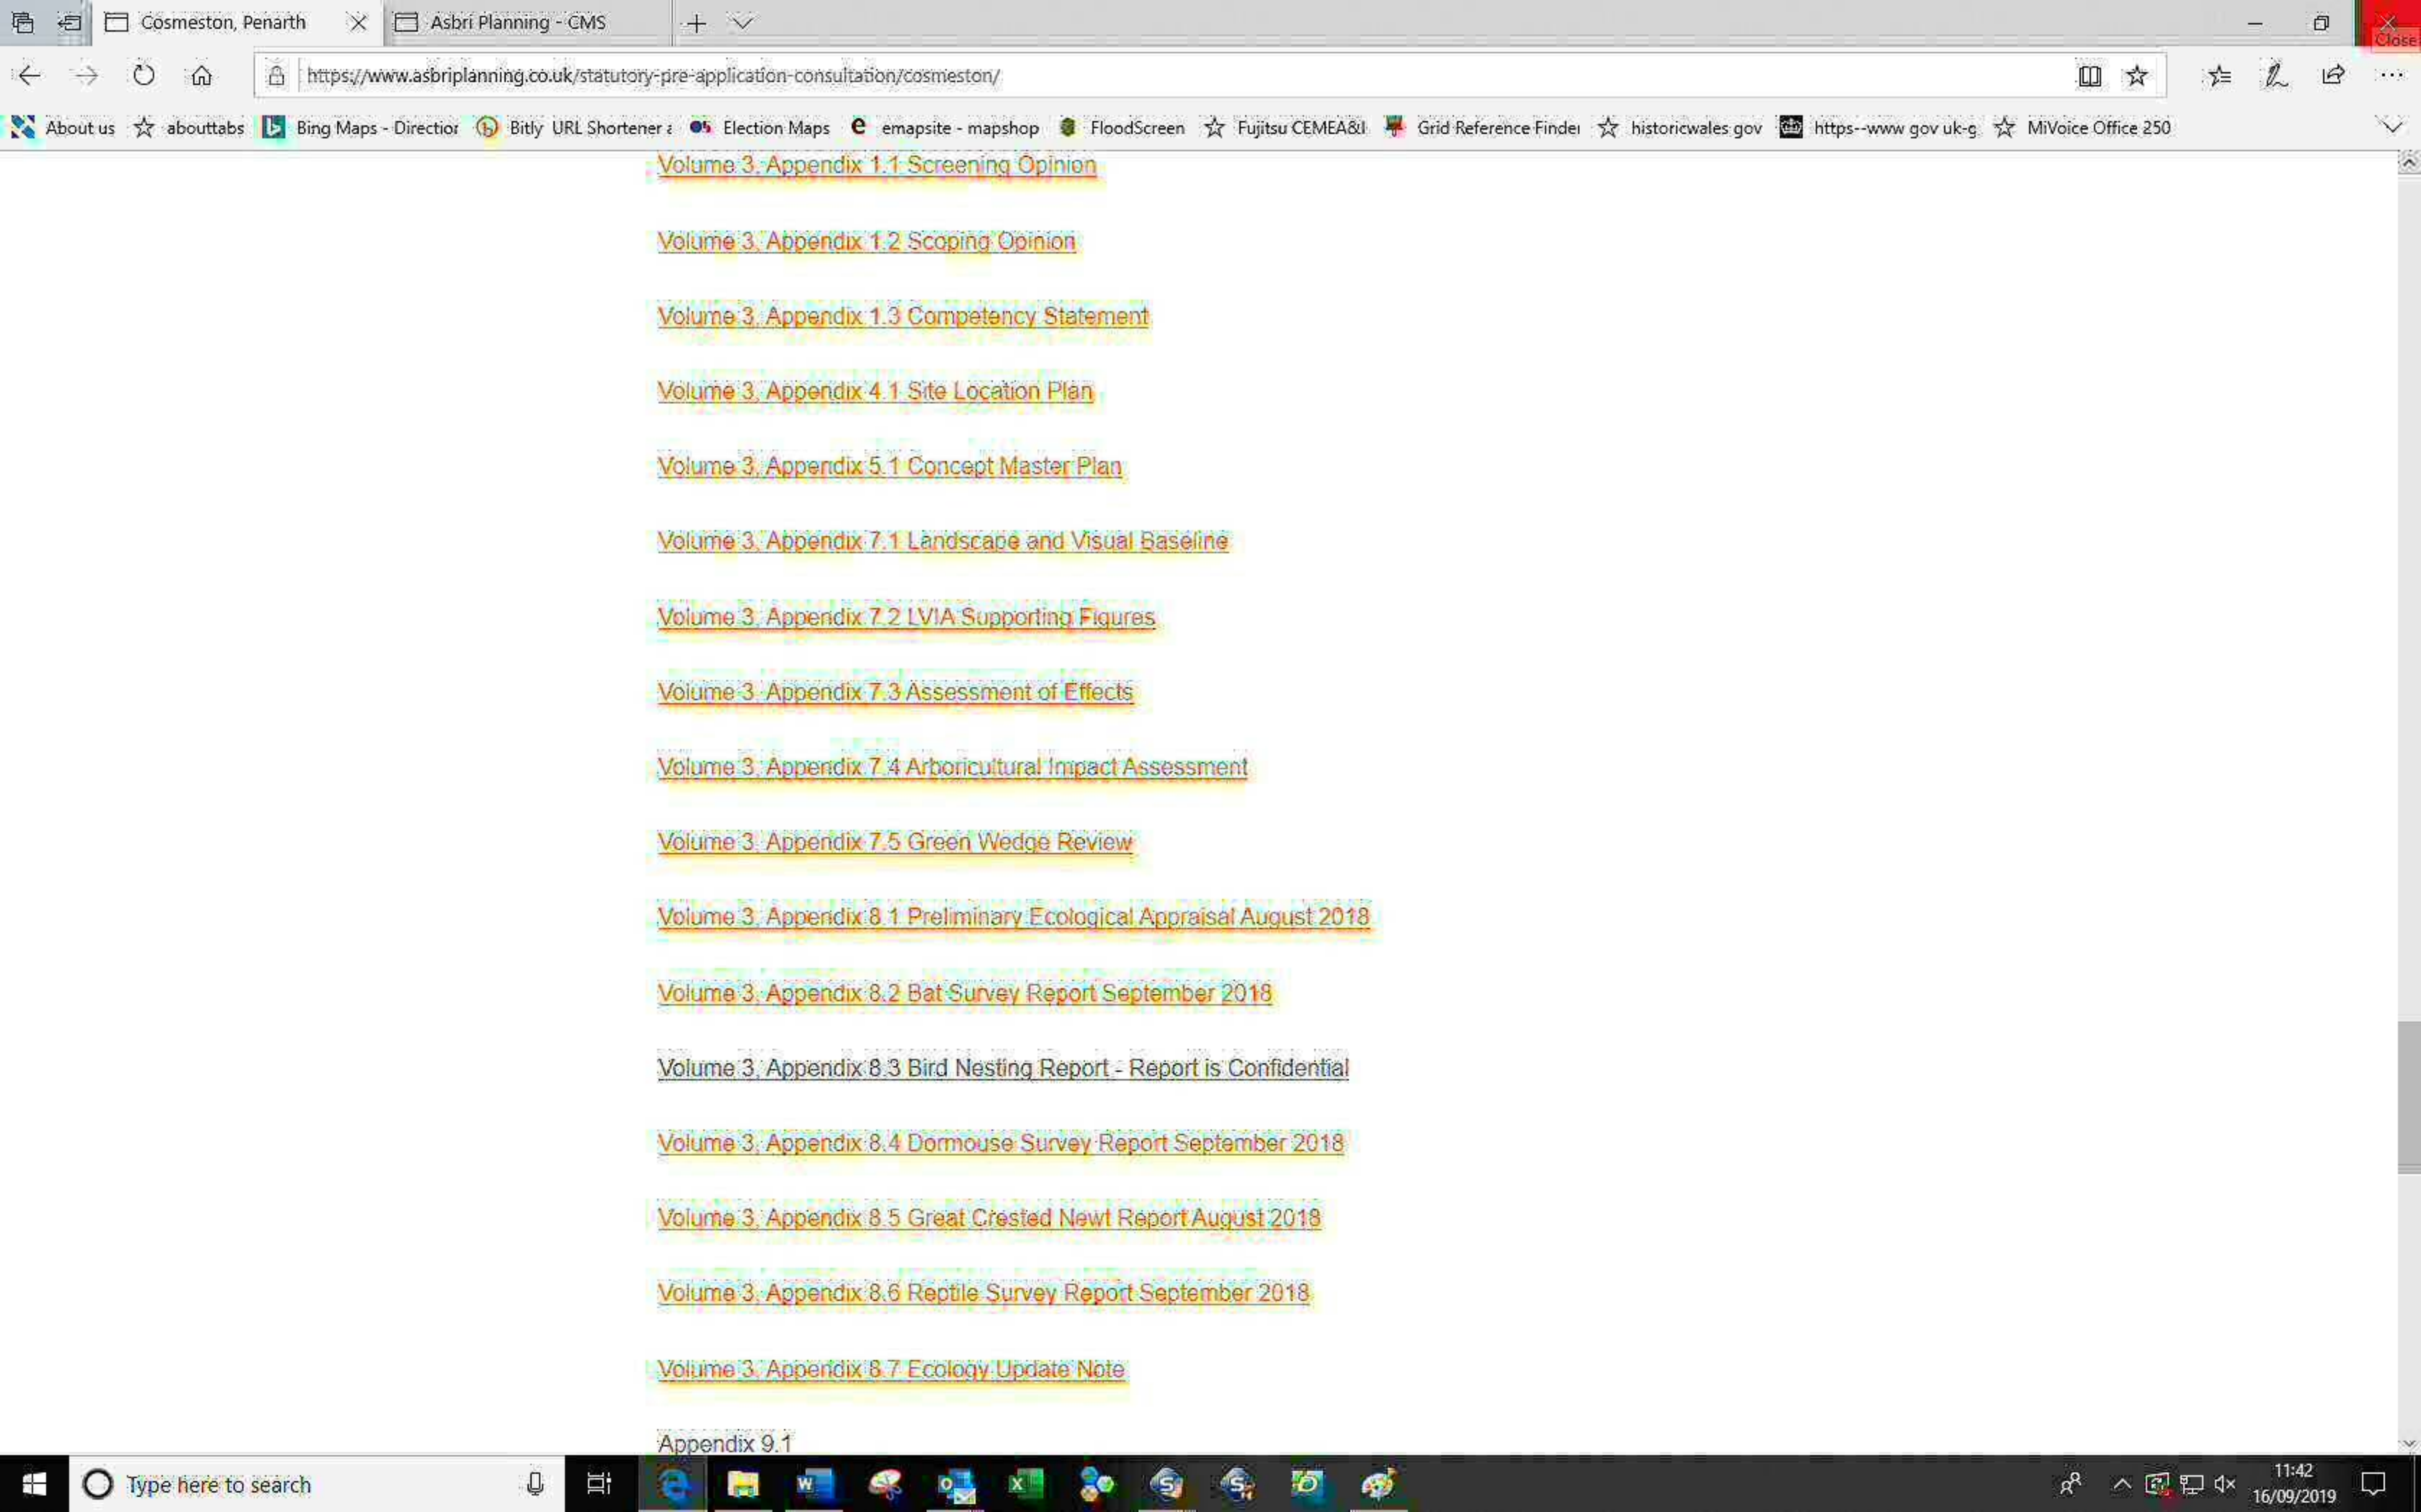 Cosmeston, Penarth
Asbri Planning - CMS
Close
https://www.asbriplanning.co.uk/statutory-pre-application-consultation/cosmeston/
About us
abouttabs
Bing Maps - Direction
Bitly URL Shortener a
Election Maps
emapsite - mapshop
FloodScreen
Fujitsu CEMEA&I
Grid Reference Finder
historicwales gov
https--www gov uk-g
MiVoice Office 250
Volume 3, Appendix 1.1 Screening Opinion
Volume 3, Appendix 1.2 Scoping Opinion
Volume 3, Appendix 1.3 Competency Statement
Volume 3, Appendix 4.1 Site Location Plan
Volume 3, Appendix 5.1 Concept Master Plan
Volume 3, Appendix 7.1 Landscape and Visual Baseline
Volume 3, Appendix 7.2 LVIA Supporting Figures
Volume 3, Appendix 7.3 Assessment of Effects
Volume 3, Appendix 7.4 Arboricultural Impact Assessment
Volume 3, Appendix 7.5 Green Wedge Review
Volume 3, Appendix 8.1 Preliminary Ecological Appraisal August 2018
Volume 3, Appendix 8.2 Bat Survey Report September 2018
Volume 3, Appendix 8.3 Bird Nesting Report - Report is Confidential
Volume 3, Appendix 8.4 Dormouse Survey Report September 2018
Volume 3, Appendix 8.5 Great Crested Newt Report August 2018
Volume 3, Appendix 8.6 Reptile Survey Report September 2018
Volume 3, Appendix 8.7 Ecology Update Note
Appendix 9.1
Type here to search
11:42
16/09/2019